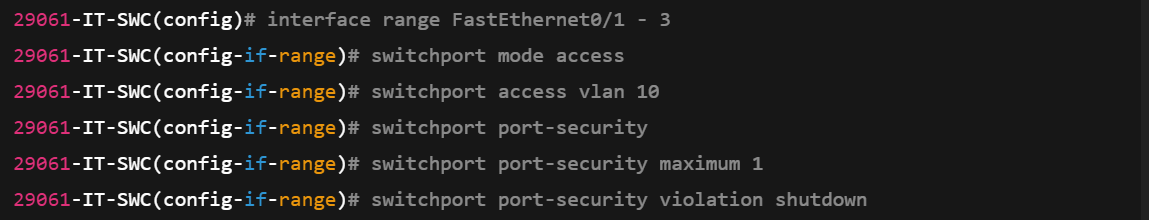 29061-IT-SWC(config)# interface range FastEthernet0/1 - 3
29061-IT-SWC(config-if-range)# switchport mode access
29061-IT-SWC(config-if-range)# switchport access vlan 10
29061-IT-SWC(config-if-range)# switchport port-security
29061-IT-SWC(config-if-range)# switchport port-security maximum 1
29061-IT-SWC(config-if-range)# switchport port-security violation shutdown